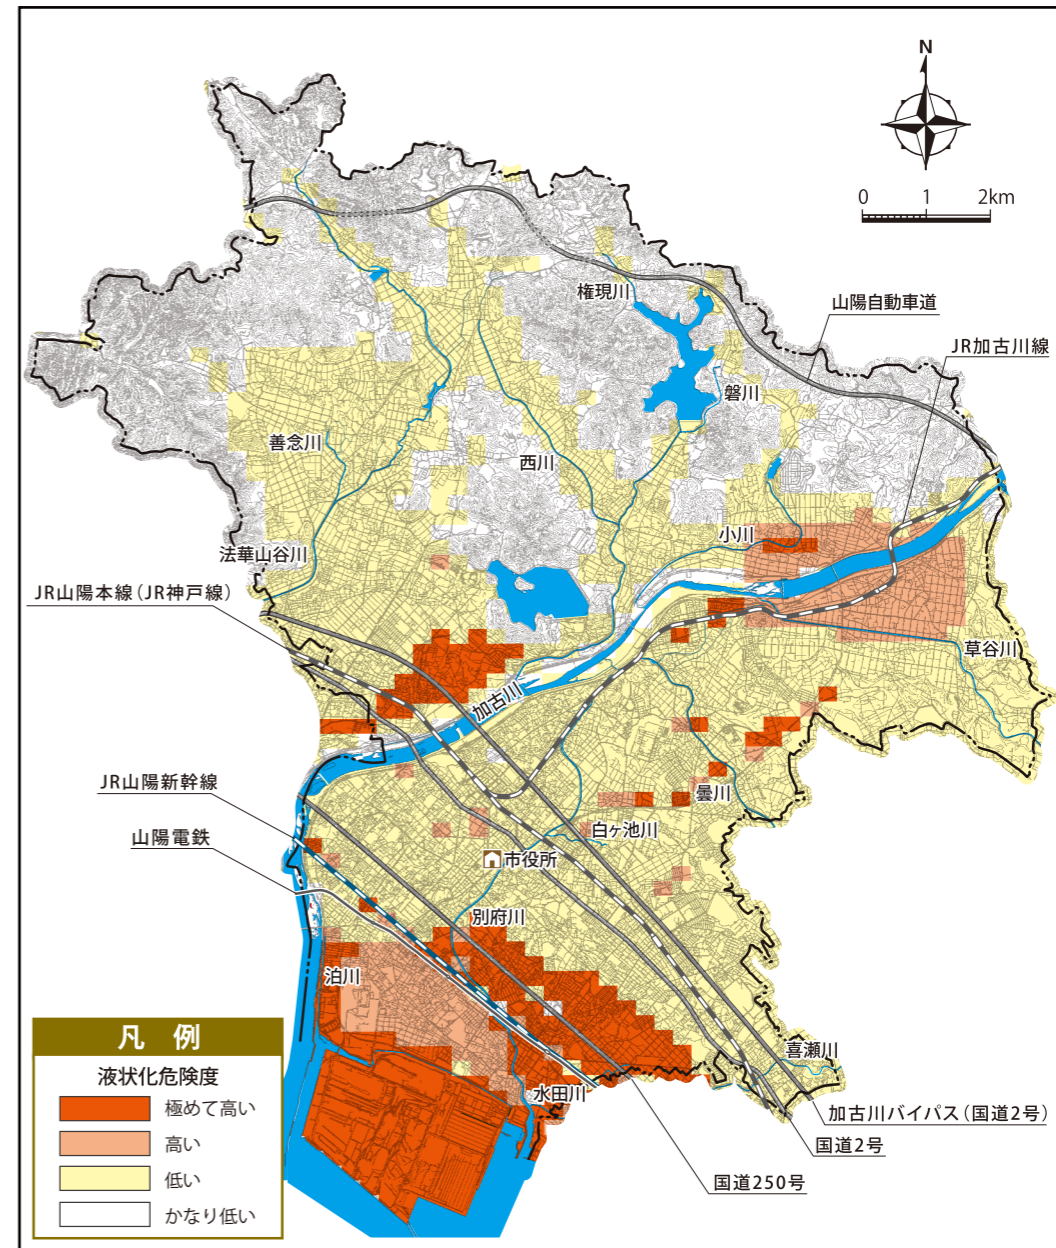 N
0 1 2km
権現川
山陽自動車道
JR加古川線
磐川
善念川
西川
小川
法華山谷川
JR山陽本線(JR神戸線)
草谷川
加古川
JR山陽新幹線
曇川
山陽電鉄
白ヶ池川
市役所
別府川
泊川
凡 例
液状化危険度
極めて高い
高い
低い
かなり低い
喜瀬川
水田川
加古川バイパス(国道2号)
国道2号
国道250号